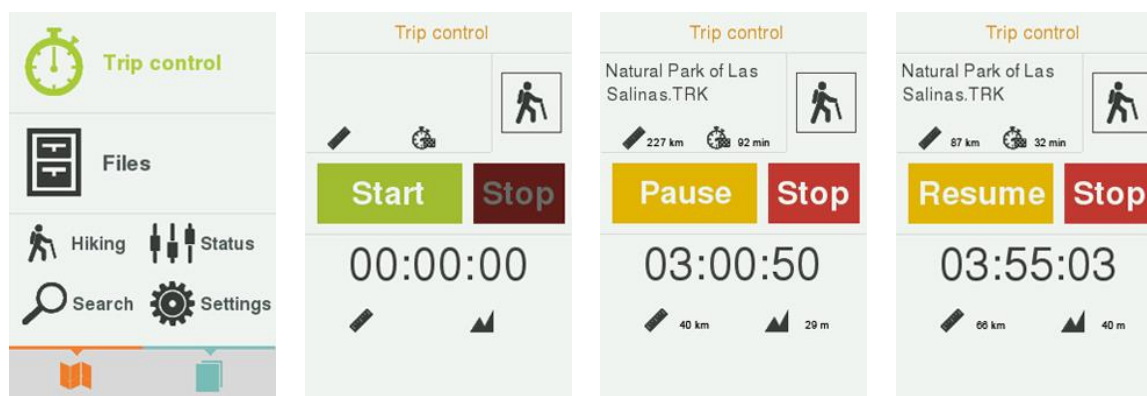 Trip control
Files
Hiking
Status
Search
Settings
Trip control
Start
Stop
00:00:00
Trip control
Natural Park of Las
Salinas.TRK
227 km
92 min
Pause
Stop
03:00:50
40 km
29 m
Trip control
Natural Park of Las
Salinas.TRK
87 km
32 min
Resume
Stop
03:55:03
66 km
40 m